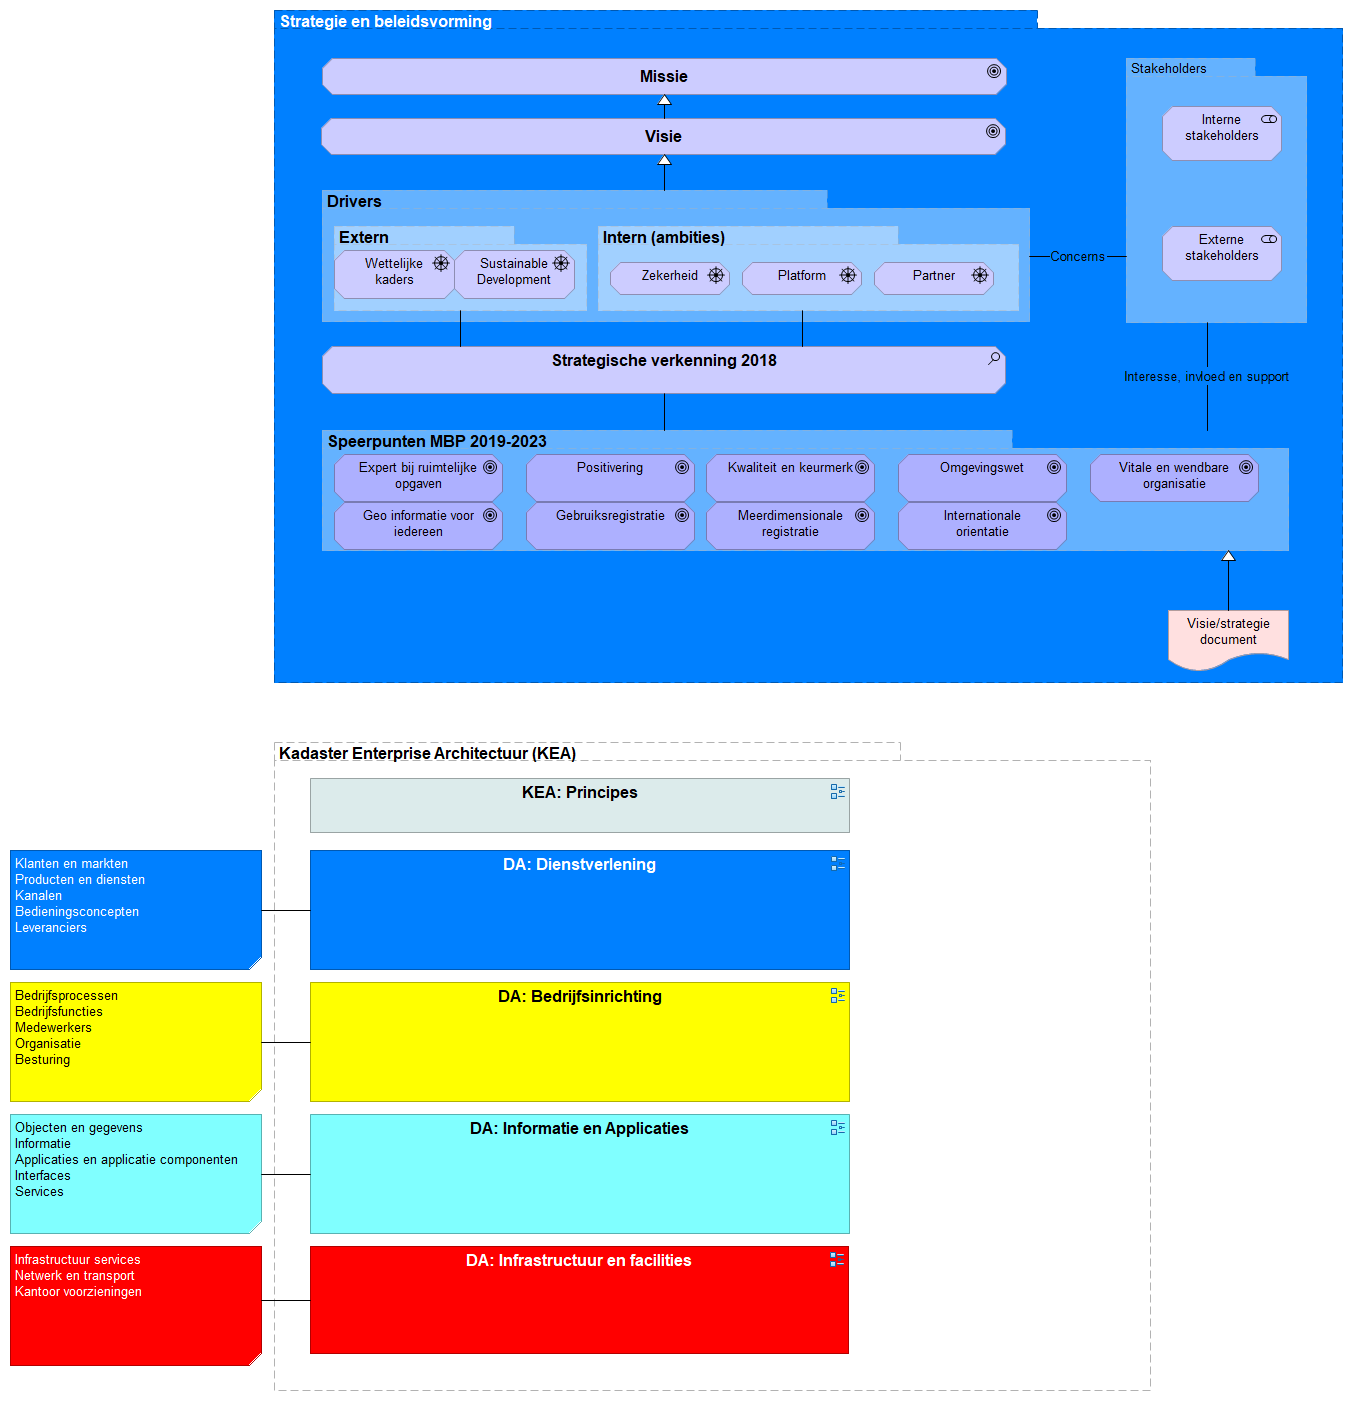 Strategie en beleidsvorming
Missie
Visie
Stakeholders
Interne
stakeholders
Externe
stakeholders
Drivers
Extern
Wettelijke
kaders
Sustainable
Development
Intern (ambities)
Zekerheid
Platform
Partner
Concerns
Strategische verkenning 2018
Interesse, invloed en support
Speerpunten MBP 2019-2023
Expert bij ruimtelijke
opgaven
Positivering
Kwaliteit en keurmerk
Omgevingswet
Vitale en wendbare
organisatie
Geo informatie voor
iedereen
Gebruiksregistratie
Meerdimensionale
registratie
Internationale
orientatie
Visie/strategie
document
Kadaster Enterprise Architectuur (KEA)
KEA: Principes
Klanten en markten
Producten en diensten
Kanalen
Bedieningsconcepten
Leveranciers
DA: Dienstverlening
Bedrijfsprocessen
Bedrijfsfuncties
Medewerkers
Organisatie
Besturing
DA: Bedrijfsinrichting
Objecten en gegevens
Informatie
Applicaties en applicatie componenten
Interfaces
Services
DA: Informatie en Applicaties
Infrastructuur services
Netwerk en transport
Kantoor voorzieningen
DA: Infrastructuur en facilities